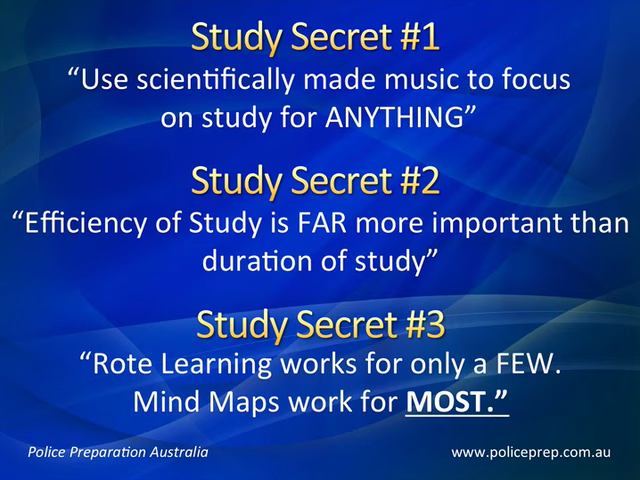 Study Secret #1
“Use scientifically made music to focus
on study for ANYTHING”
Study Secret #2
“Efficiency of Study is FAR more important than
duration of study”
Study Secret #3
“Rote Learning works for only a FEW.
Mind Maps work for MOST.”
Police Preparation Australia
www.policeprep.com.au